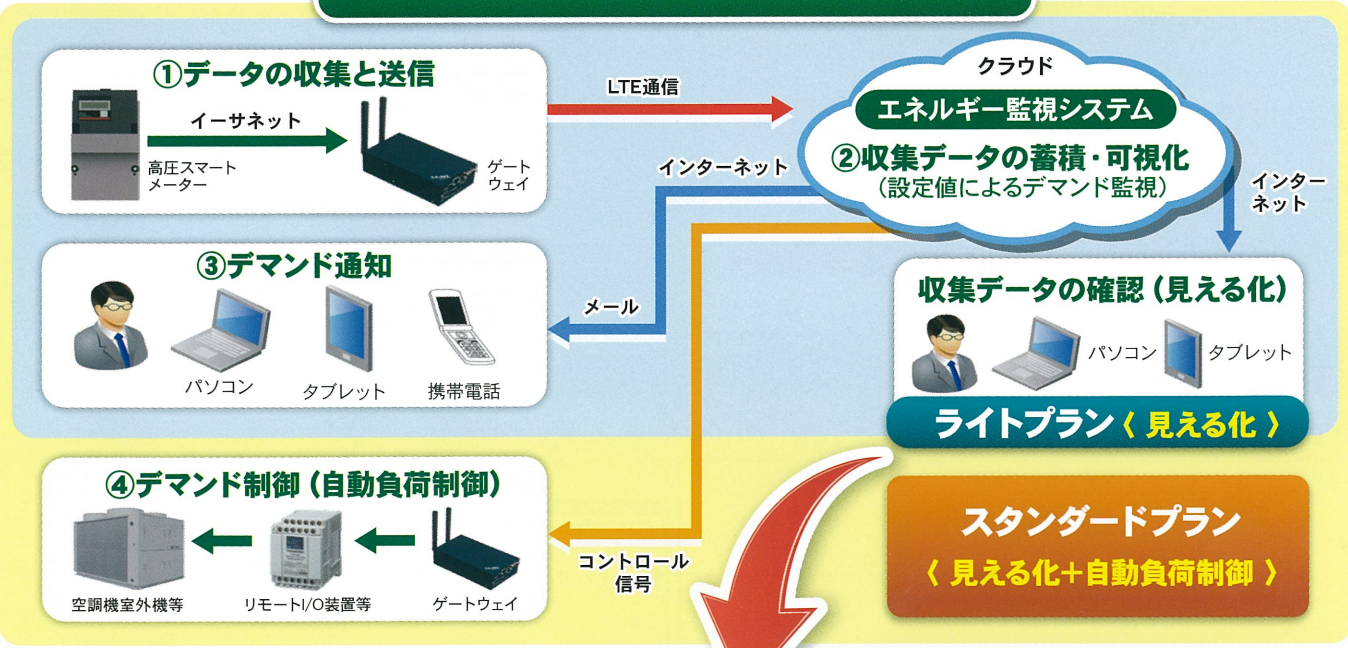 ①データの収集と送信
イーサネット
高圧スマート
メーター
ゲート
ウェイ
LTE通信
クラウド
エネルギー監視システム
②収集データの蓄積・可視化
(設定値によるデマンド監視)
インターネット
インター
ネット
③デマンド通知
パソコン
タブレット
携帯電話
メール
収集データの確認(見える化)
パソコン
タブレット
ライトプラン〈 見える化 〉
④デマンド制御(自動負荷制御)
空調機室外機等
リモートI/O装置等
ゲートウェイ
コントロール
信号
スタンダードプラン
〈 見える化+自動負荷制御 〉